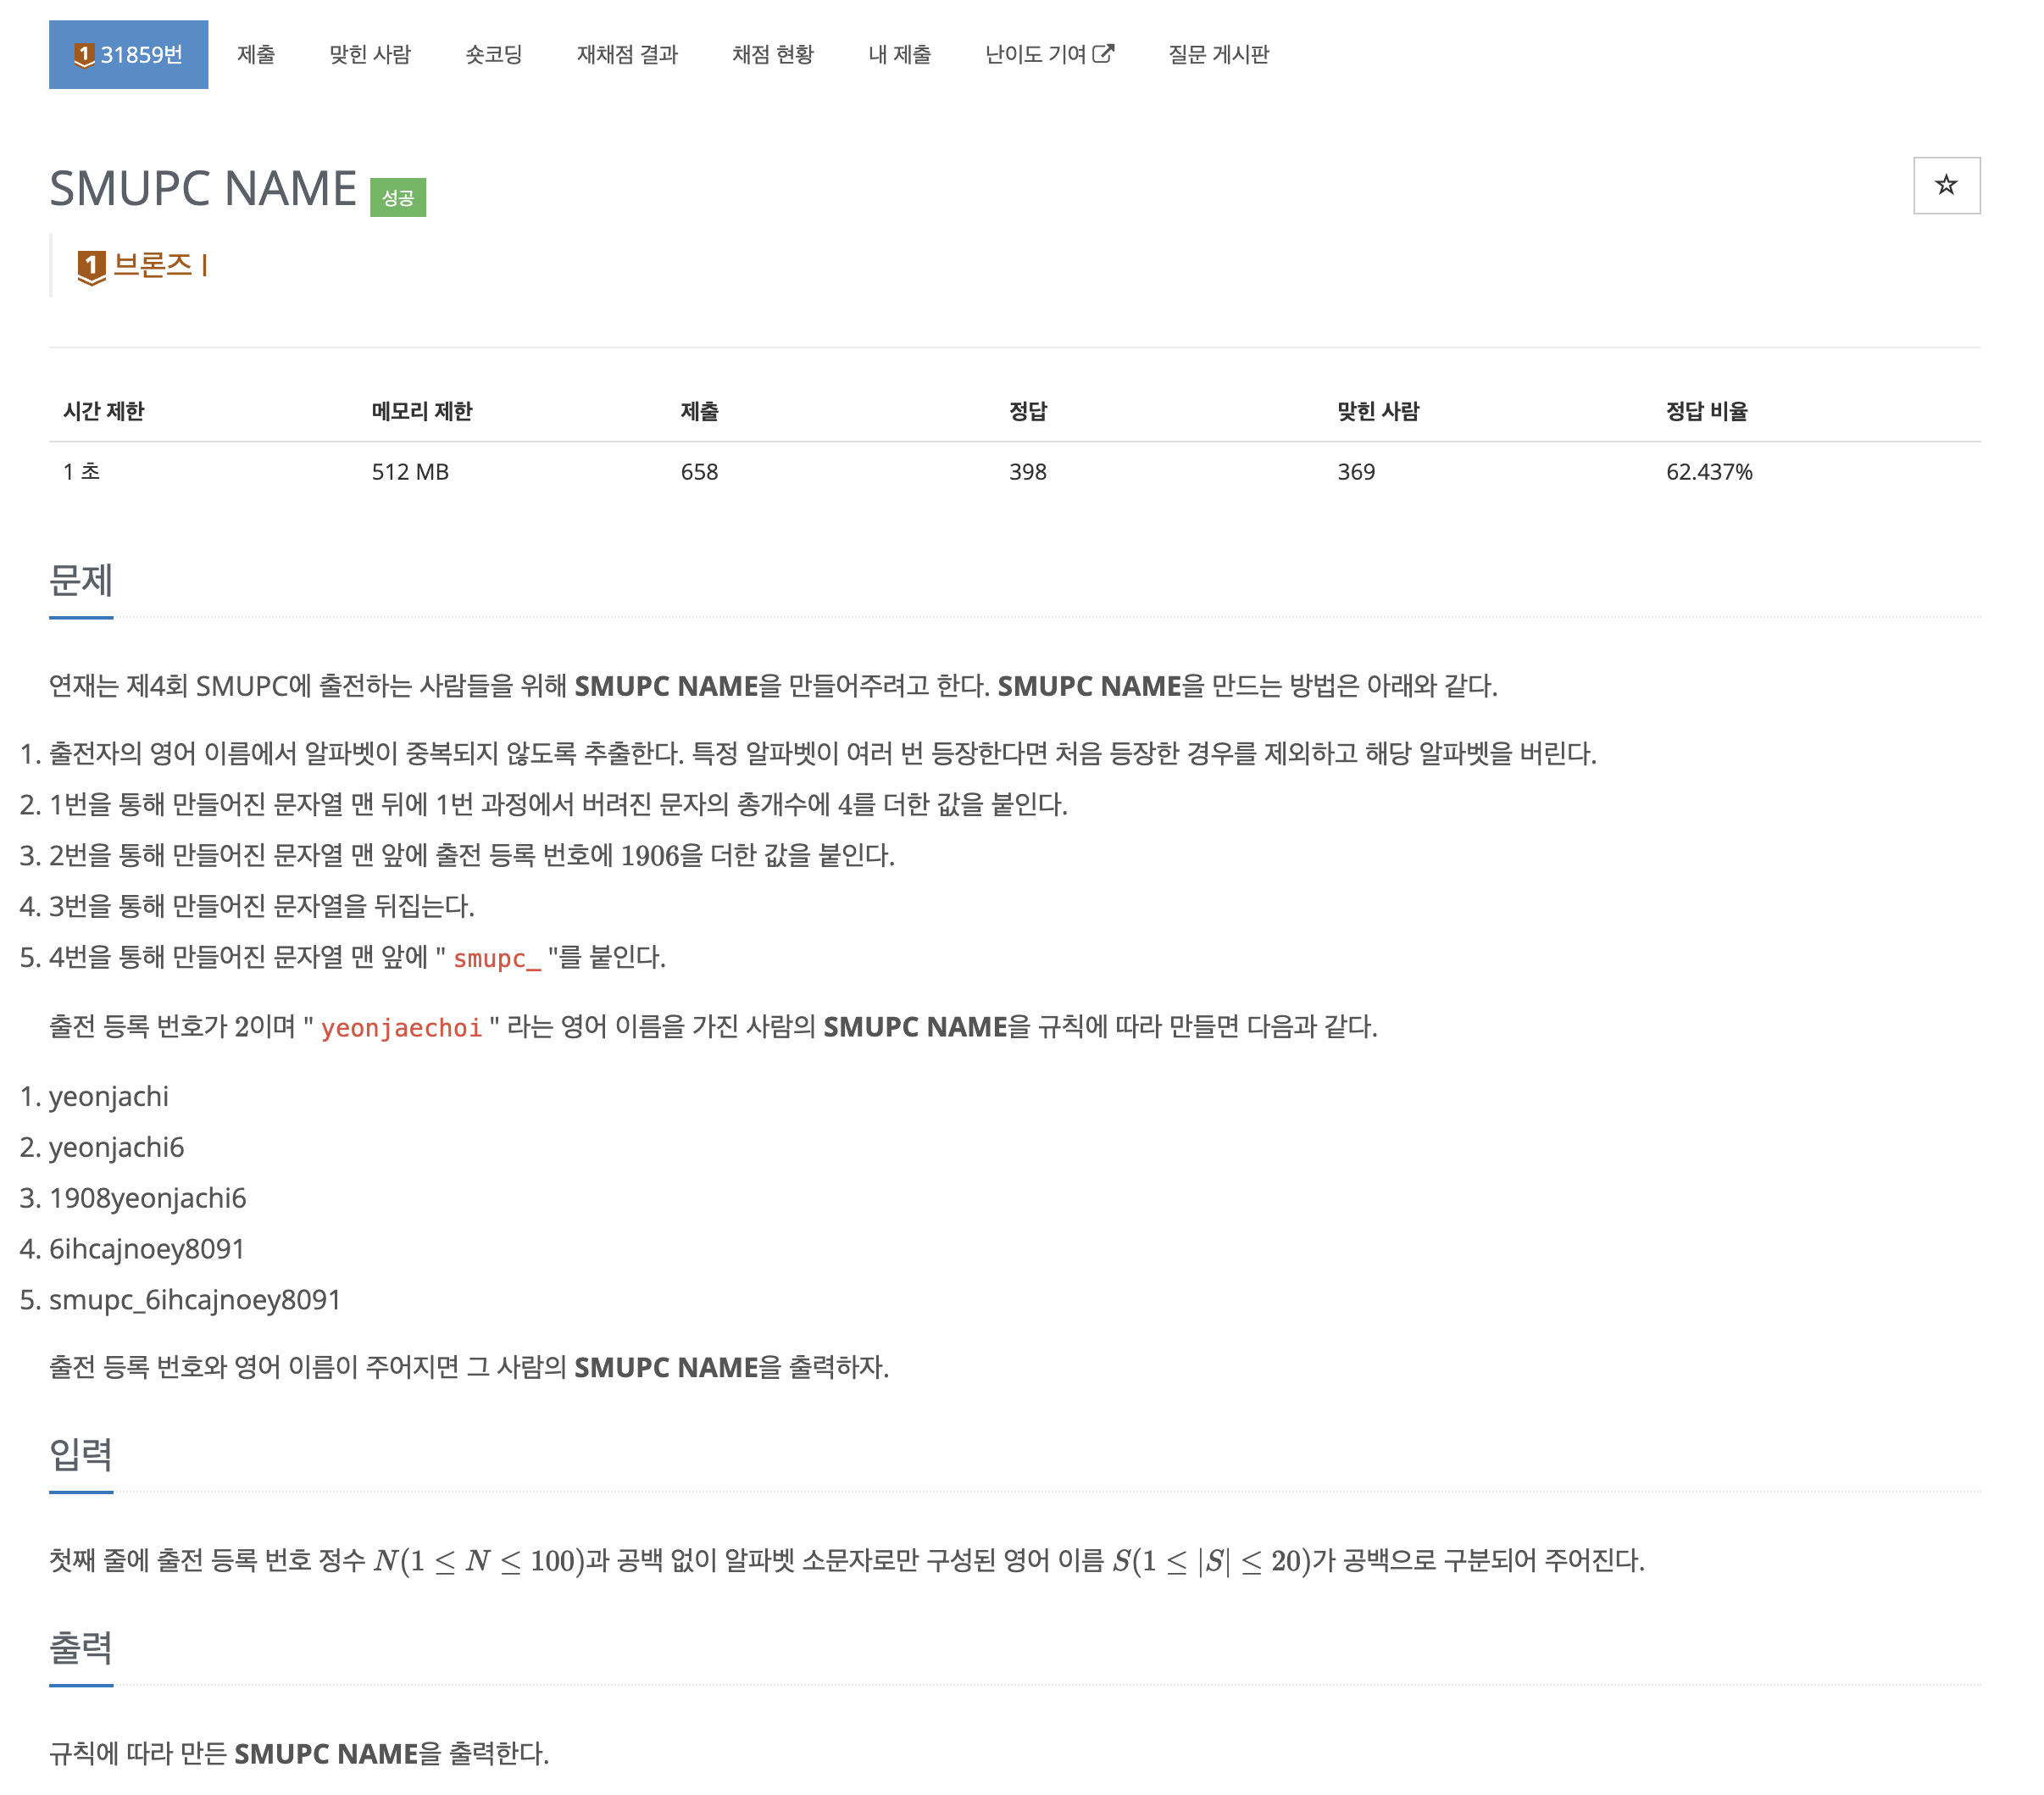 1 31859번 제출 맞힌 사람 숏코딩 재채점 결과 채점 현황 내 제출 난이도 기여 질문 게시판
SMUPC NAME 성공
1 브론즈 I
시간 제한 메모리 제한 제출 정답 맞힌 사람 정답 비율
1 초 512 MB 658 398 369 62.437%
문제
연재는 제4회 SMUPC에 출전하는 사람들을 위해 SMUPC NAME을 만들어주려고 한다. SMUPC NAME을 만드는 방법은 아래와 같다.
1. 출전자의 영어 이름에서 알파벳이 중복되지 않도록 추출한다. 특정 알파벳이 여러 번 등장한다면 처음 등장한 경우를 제외하고 해당 알파벳을 버린다.
2. 1번을 통해 만들어진 문자열 맨 뒤에 1번 과정에서 버려진 문자의 총개수에 4를 더한 값을 붙인다.
3. 2번을 통해 만들어진 문자열 맨 앞에 출전 등록 번호에 1906을 더한 값을 붙인다.
4. 3번을 통해 만들어진 문자열을 뒤집는다.
5. 4번을 통해 만들어진 문자열 맨 앞에 " smupc_ "를 붙인다.
출전 등록 번호가 2이며 " yeonjaechoi " 라는 영어 이름을 가진 사람의 SMUPC NAME을 규칙에 따라 만들면 다음과 같다.
1. yeonjachi
2. yeonjachi6
3. 1908yeonjachi6
4. 6ihcajnoey8091
5. smupc_6ihcajnoey8091
출전 등록 번호와 영어 이름이 주어지면 그 사람의 SMUPC NAME을 출력하자.
입력
첫째 줄에 출전 등록 번호 정수 N(1 ≤ N ≤ 100)과 공백 없이 알파벳 소문자로만 구성된 영어 이름 S(1 ≤ |S| ≤ 20)가 공백으로 구분되어 주어진다.
출력
규칙에 따라 만든 SMUPC NAME을 출력한다.